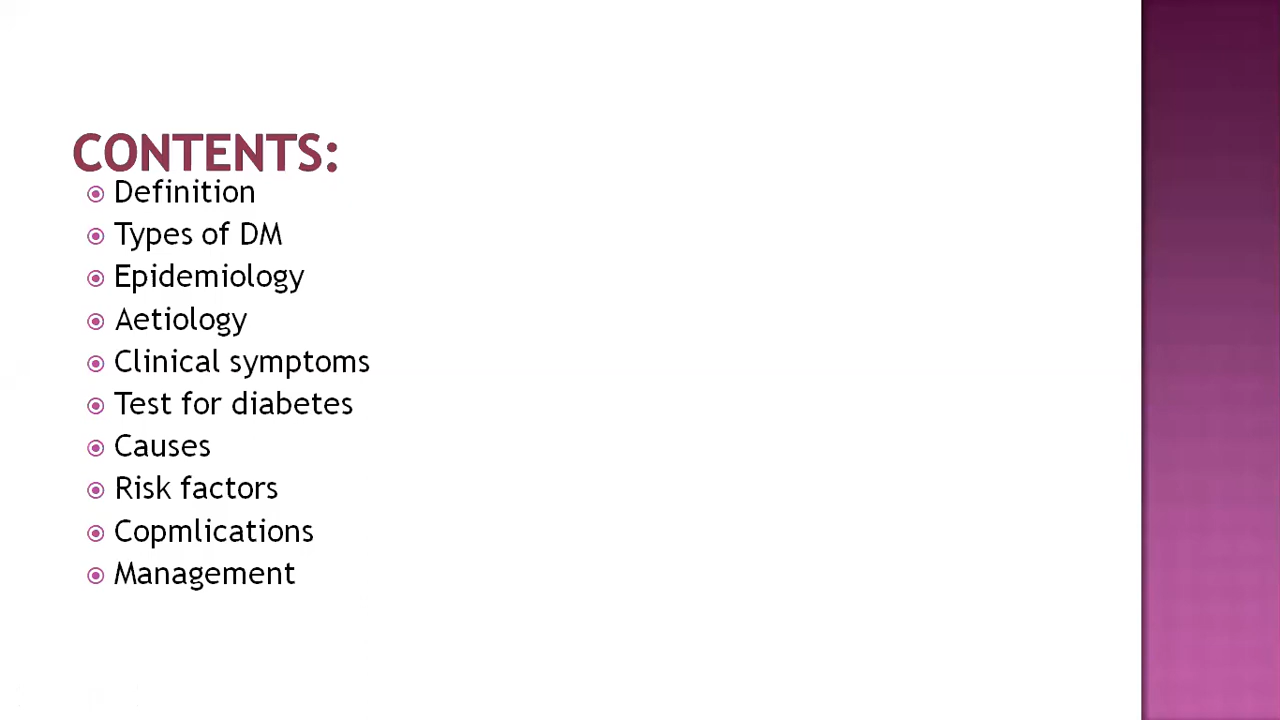 CONTENTS:
Definition
Types of DM
Epidemiology
Aetiology
Clinical symptoms
Test for diabetes
Causes
Risk factors
Copmlications
Management